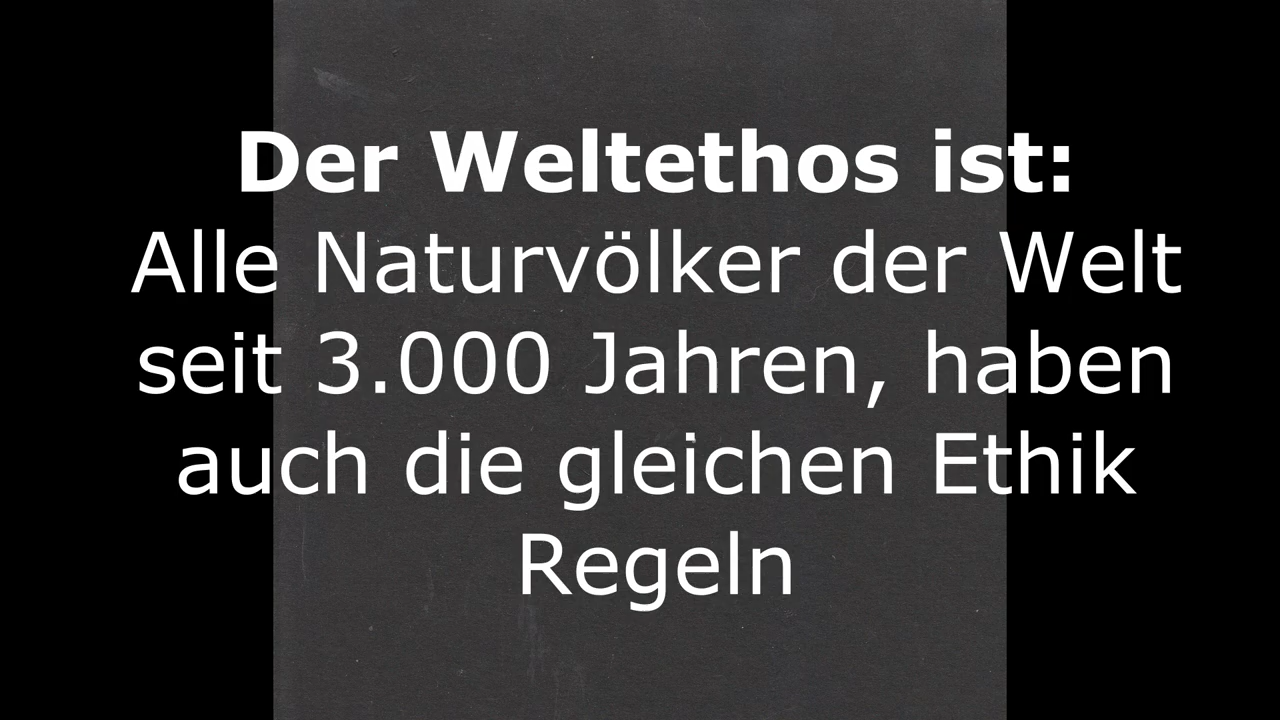 Der Weltethos ist:
Alle Naturvölker der Welt
seit 3.000 Jahren, haben
auch die gleichen Ethik
Regeln